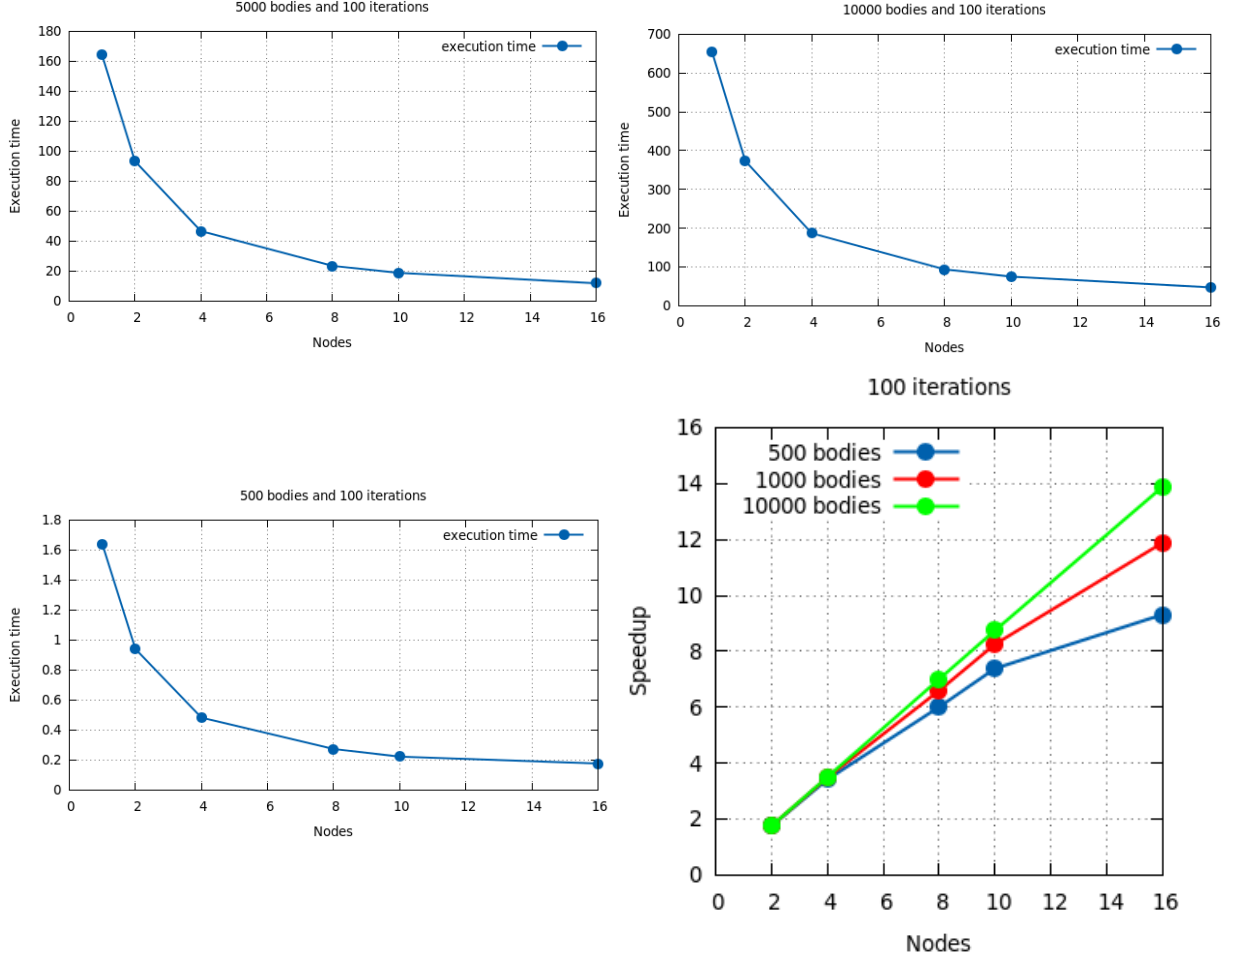 5000 bodies and 100 iterations
180
160
140
120
100
80
60
40
20
0
Execution time
execution time
0 2 4 6 8 10 12 14 16
Nodes
10000 bodies and 100 iterations
700
600
500
400
300
200
100
0
Execution time
execution time
0 2 4 6 8 10 12 14 16
Nodes
500 bodies and 100 iterations
1.8
1.6
1.4
1.2
1
0.8
0.6
0.4
0.2
0
Execution time
execution time
0 2 4 6 8 10 12 14 16
Nodes
100 iterations
16
14
12
10
8
6
4
2
0
Speedup
500 bodies
1000 bodies
10000 bodies
0 2 4 6 8 10 12 14 16
Nodes